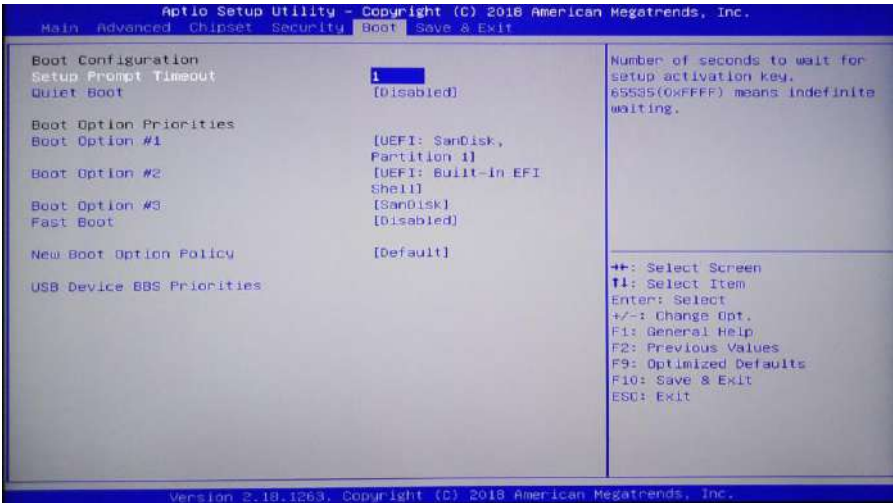 Aptio Setup Utility - Copyright (C) 2018 American Megatrends, Inc.
Main Advanced Chipset Security Boot Save & Exit
Boot Configuration
Setup Prompt Timeout 1
Quiet Boot [Disabled]
Boot Option Priorities
Boot Option #1 [UEFI: SanDisk,
Partition 1]
Boot Option #2 [UEFI: Built-in EFI
Shell]
Boot Option #3 [SanDisk]
Fast Boot [Disabled]
New Boot Option Policy [Default]
USB Device BBS Priorities
Number of seconds to wait for
setup activation key.
65535(0xFFFF) means indefinite
waiting.
→←: Select Screen
↑↓: Select Item
Enter: Select
+/-: Change Opt.
F1: General Help
F2: Previous Values
F9: Optimized Defaults
F10: Save & Exit
ESC: Exit
Version 2.18.1263. Copyright (C) 2018 American Megatrends, Inc.